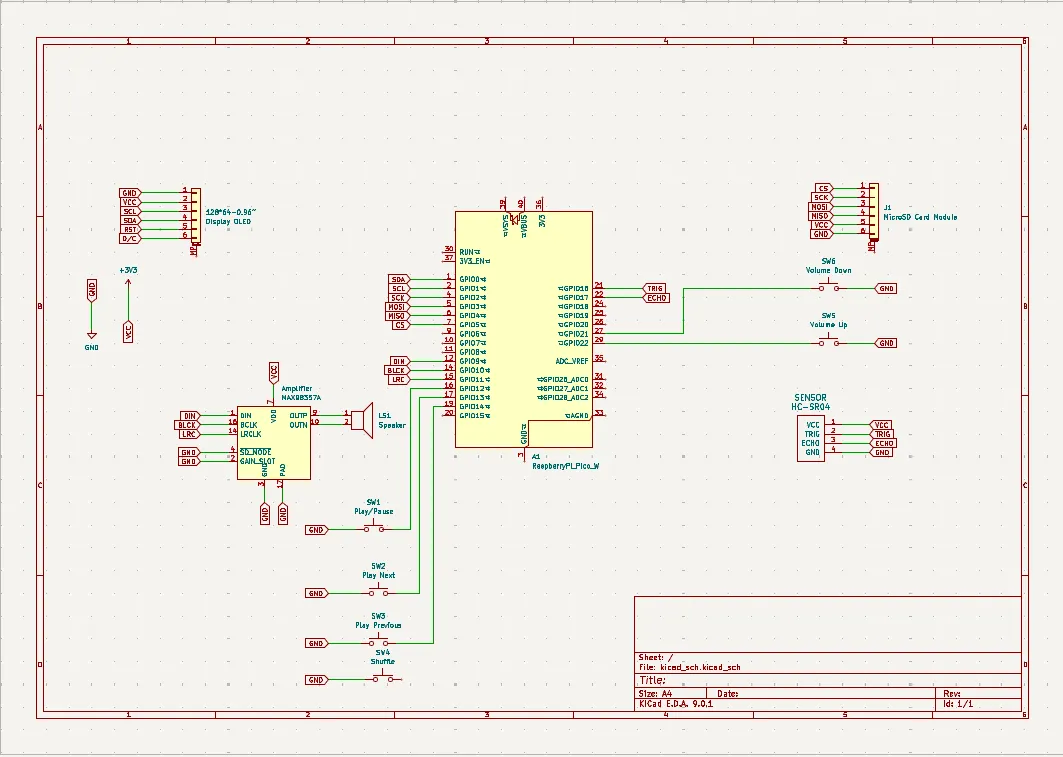 1 2 3 4 5 6
A
B
C
D
GND 1
VCC 2
SCL 3
SDA 4
RST 5
D/C 6
MP
128*64-0.96"
Display OLED
+3V3
GND
GND
VCC
39 40 36
VSYS VBUS 3V3
30 RUN
37 3V3_EN
SDA 1 GPIO0
SCL 2 GPIO1
SCK 4 GPIO2
MOSI 5 GPIO3
MISO 6 GPIO4
CS 7 GPIO5
9 GPIO6
10 GPIO7
11 GPIO8
DIN 12 GPIO9
BLCK 14 GPIO10
LRC 15 GPIO11
16 GPIO12
17 GPIO13
19 GPIO14
20 GPIO15
GPIO16 21 TRIG
GPIO17 22 ECHO
GPIO18 24
GPIO19 25
GPIO20 26
GPIO21 27
GPIO22 29
ADC_VREF 35
GPIO26_ADC0 31
GPIO27_ADC1 32
GPIO28_ADC2 34
AGND 33
GND
3
A1
RaspberryPi_Pico_W
CS 1
SCK 2
MOSI 3
MISO 4
VCC 5
GND 6
MP
J1
MicroSD Card Module
SW6
Volume Down
GND
SW5
Volume Up
GND
SENSOR
HC-SR04
VCC 1 VCC
TRIG 2 TRIG
ECHO 3 ECHO
GND 4 GND
VCC
Amplifier
MAX98357A
7
VDD
DIN 1 DIN
BLCK 16 BCLK
LRC 14 LRCLK
GND 4 SD_MODE
GND 2 GAIN_SLOT
OUTP 9
OUTN 10
GND PAD
3 17
GND GND
1
2
LS1
Speaker
SW1
Play/Pause
GND
SW2
Play Next
GND
SW3
Play Previous
GND
SW4
Shuffle
GND
Sheet: /
File: kicad_sch.kicad_sch
Title:
Size: A4 Date: Rev:
KiCad E.D.A. 9.0.1 Id: 1/1
1 2 3 4 5 6
A
B
C
D